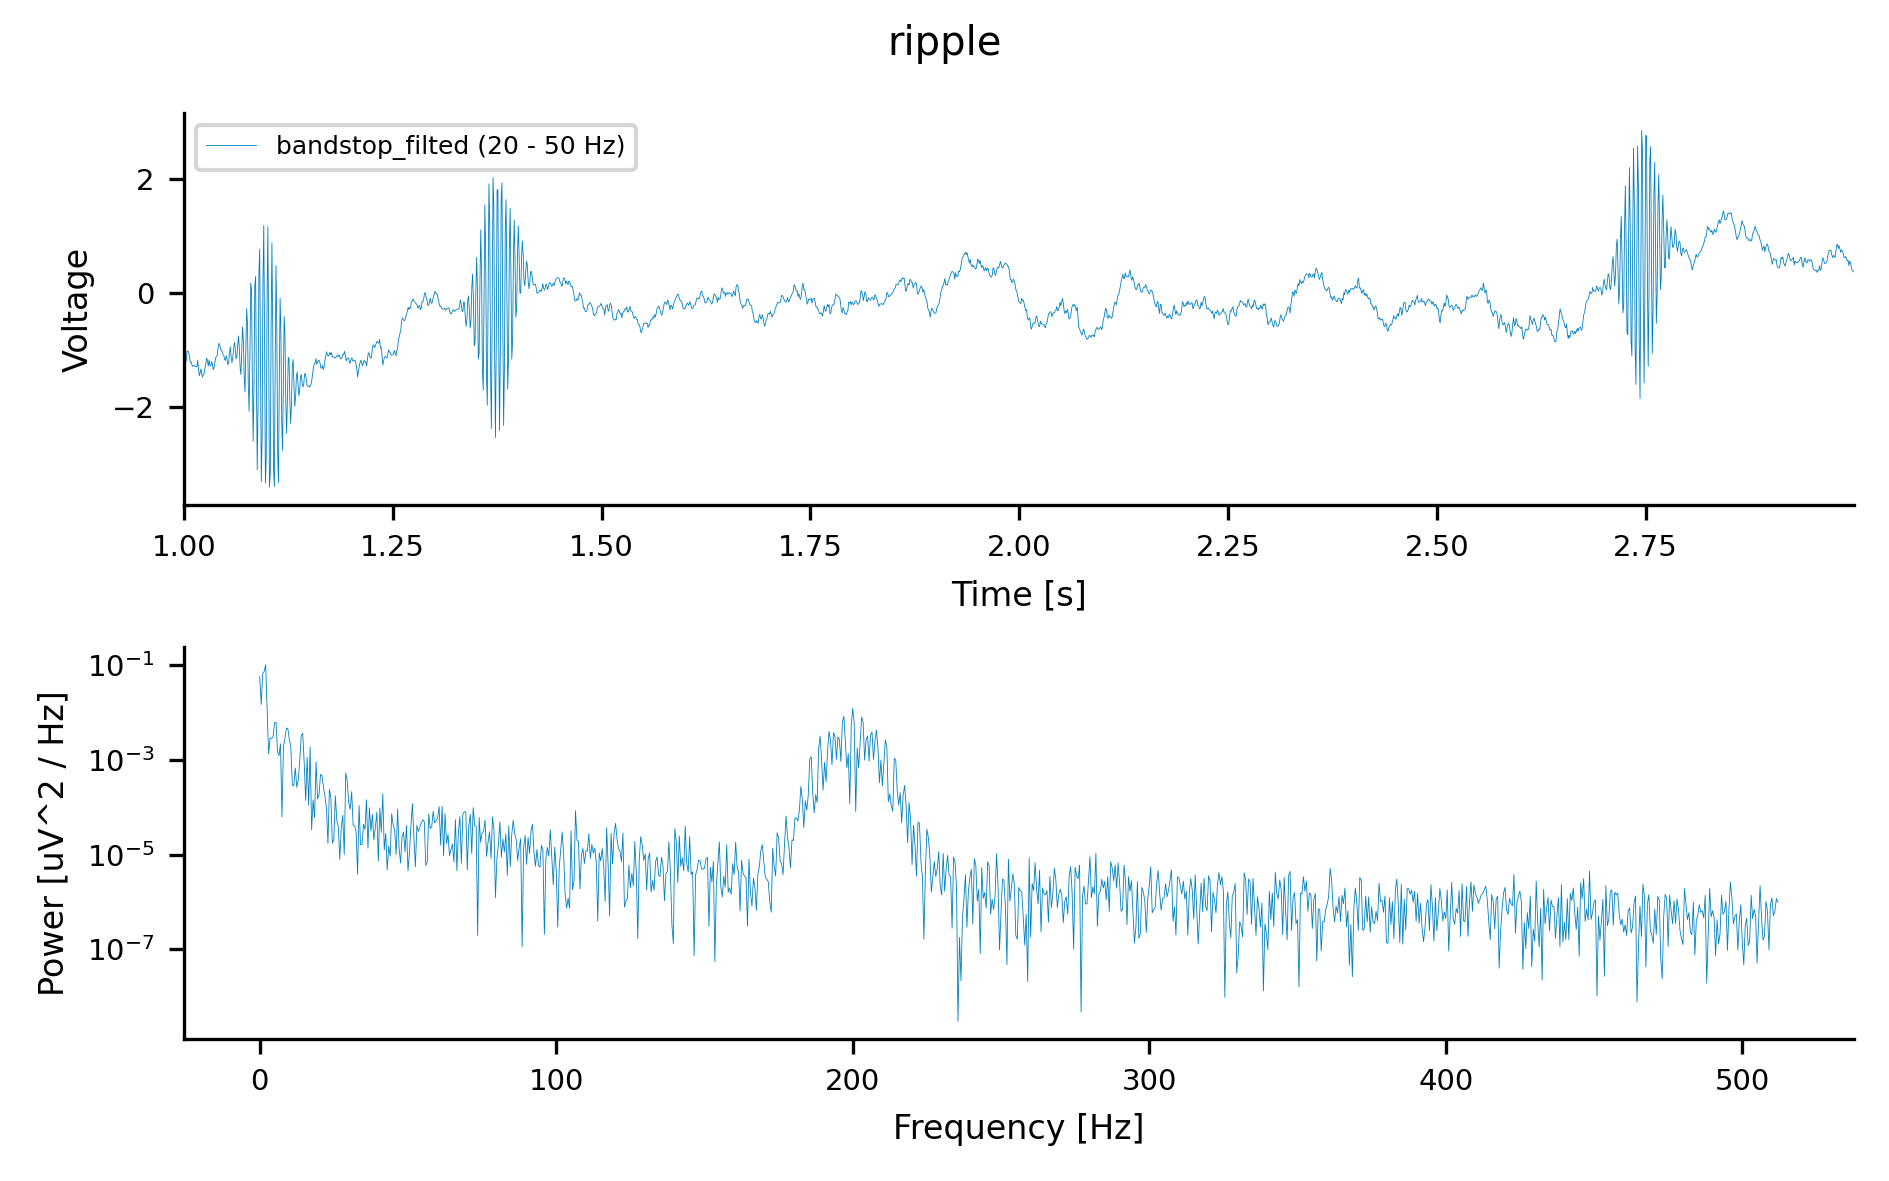 ripple
bandstop_filted (20 - 50 Hz)
Voltage
2
0
−2
1.00 1.25 1.50 1.75 2.00 2.25 2.50 2.75
Time [s]
Power [uV^2 / Hz]
10⁻¹
10⁻³
10⁻⁵
10⁻⁷
0 100 200 300 400 500
Frequency [Hz]